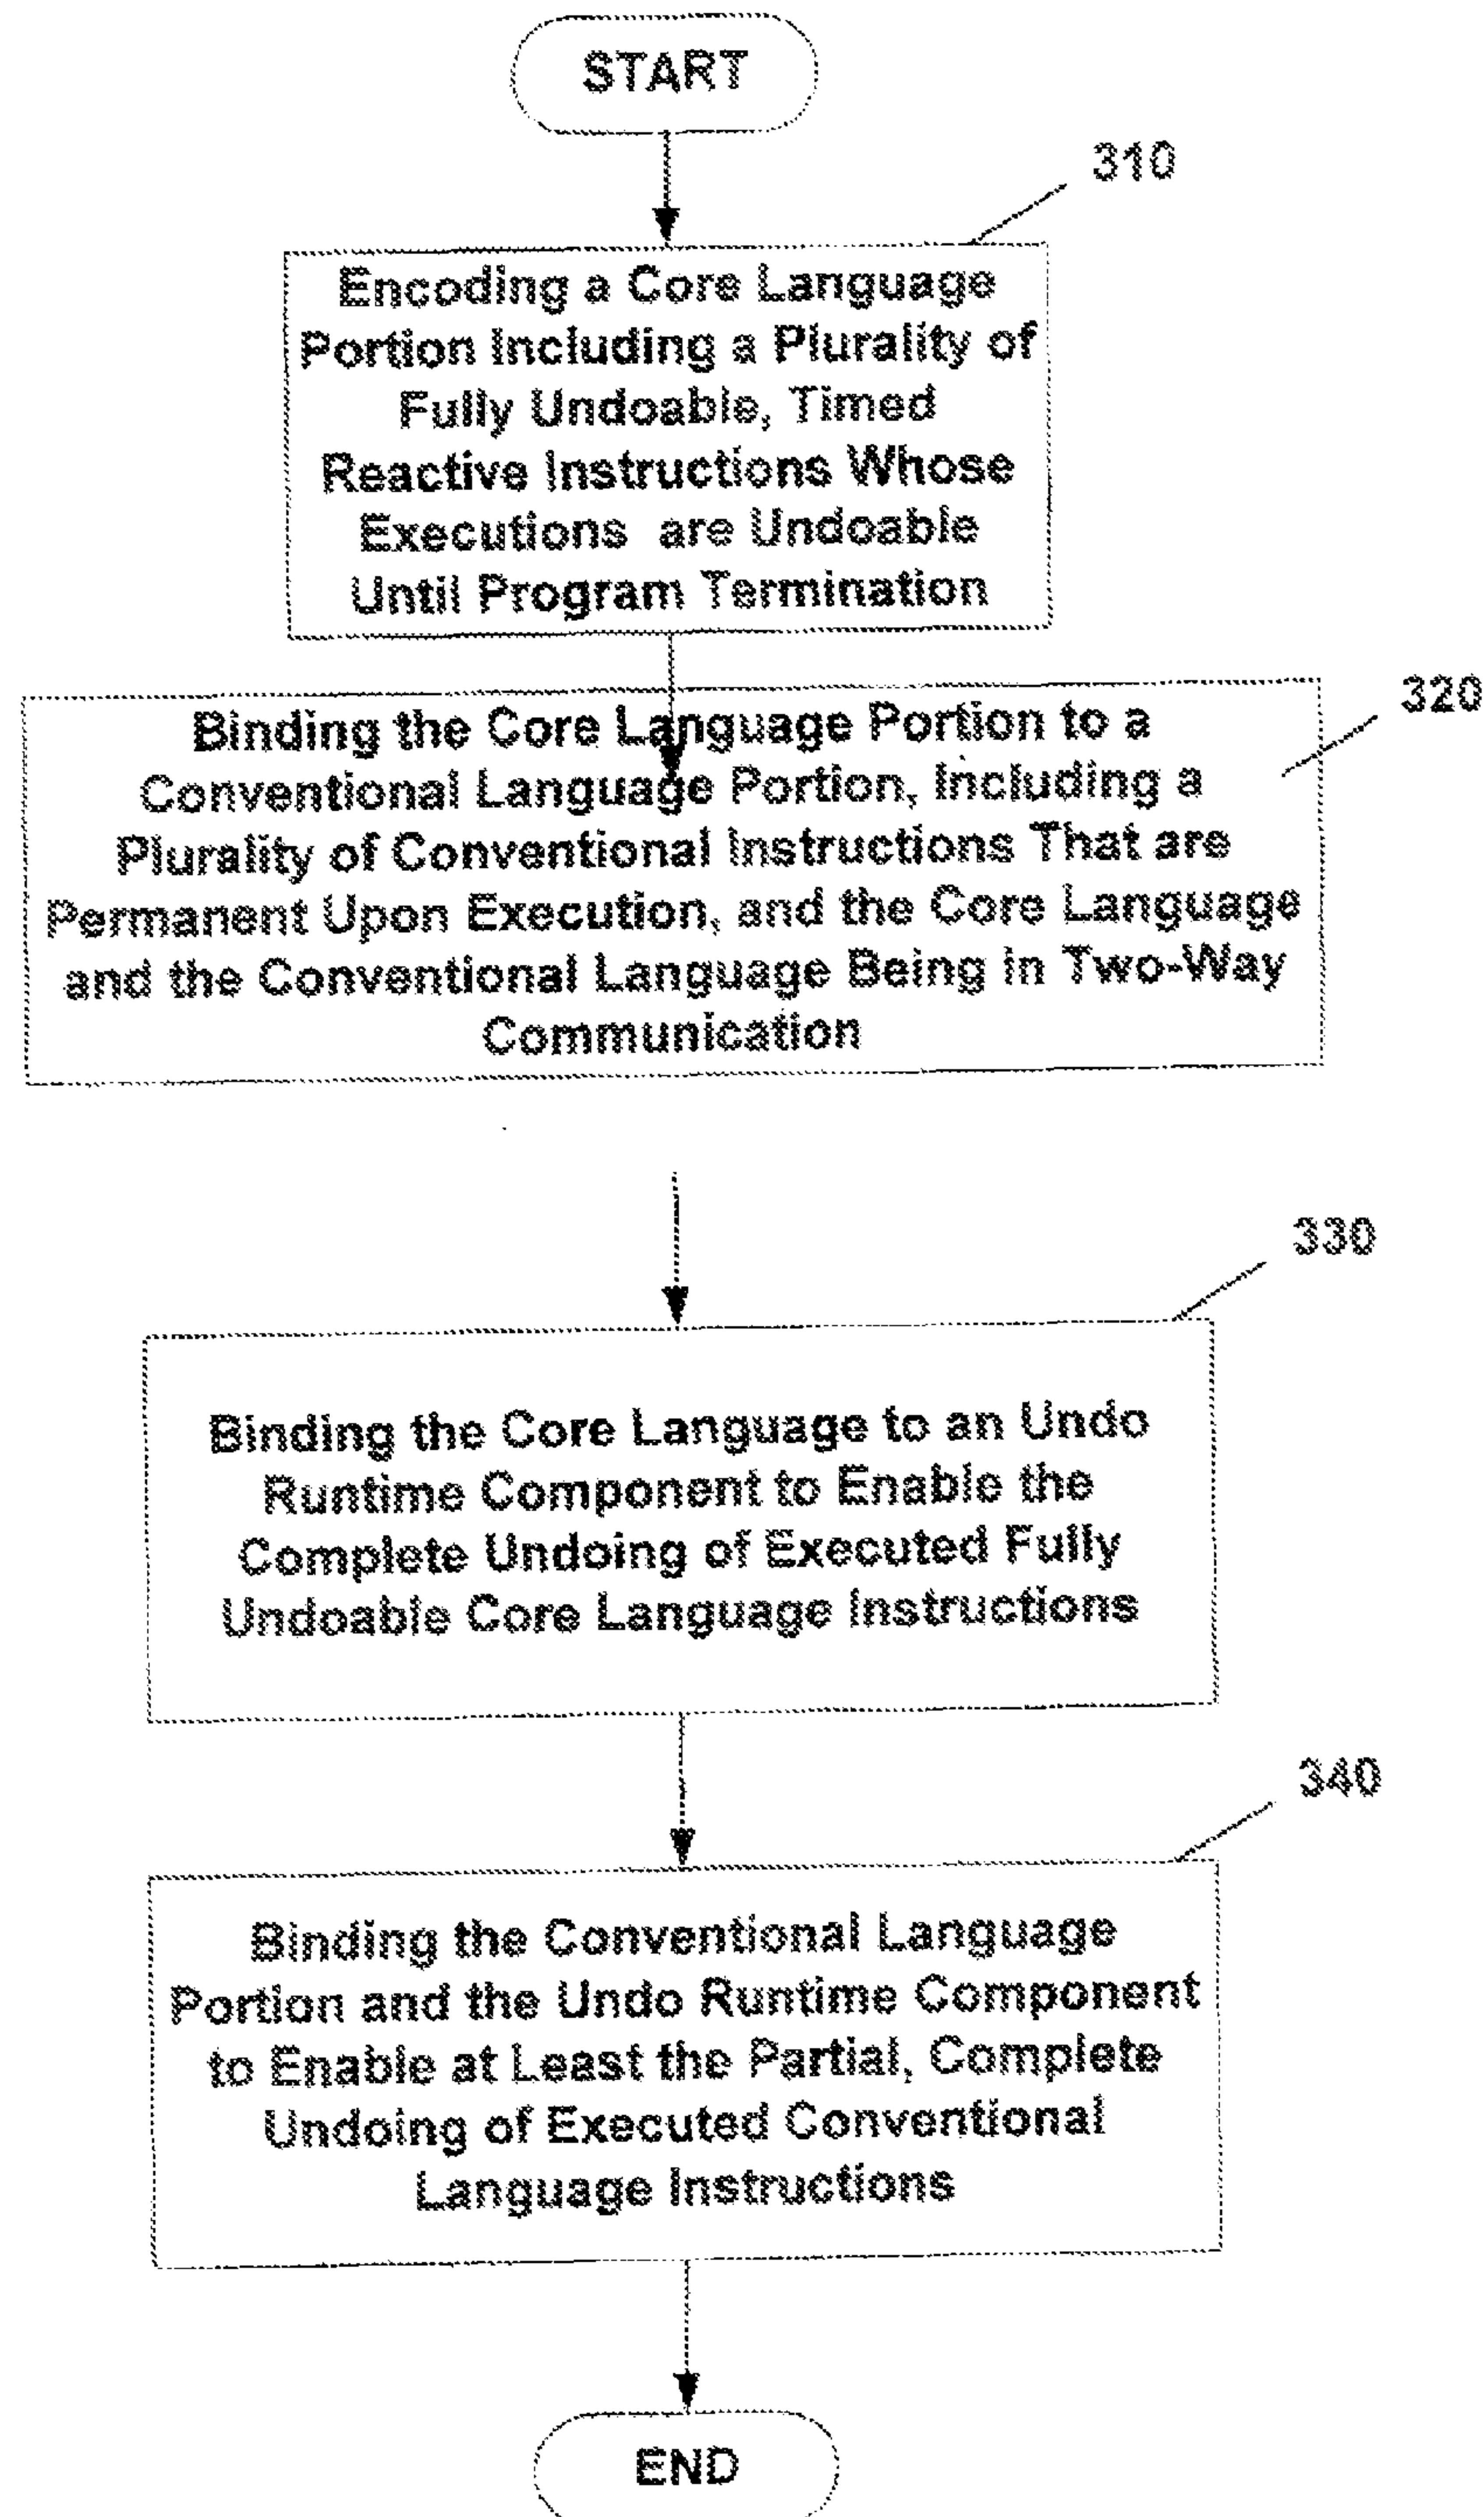 START
310
Encoding a Core Language
Portion Including a Plurality of
Fully Undoable, Timed
Reactive Instructions Whose
Executions are Undoable
Until Program Termination
320
Binding the Core Language Portion to a
Conventional Language Portion, Including a
Plurality of Conventional Instructions That are
Permanent Upon Execution, and the Core Language
and the Conventional Language Being in Two-Way
Communication
330
Binding the Core Language to an Undo
Runtime Component to Enable the
Complete Undoing of Executed Fully
Undoable Core Language Instructions
340
Binding the Conventional Language
Portion and the Undo Runtime Component
to Enable at Least the Partial, Complete
Undoing of Executed Conventional
Language Instructions
END